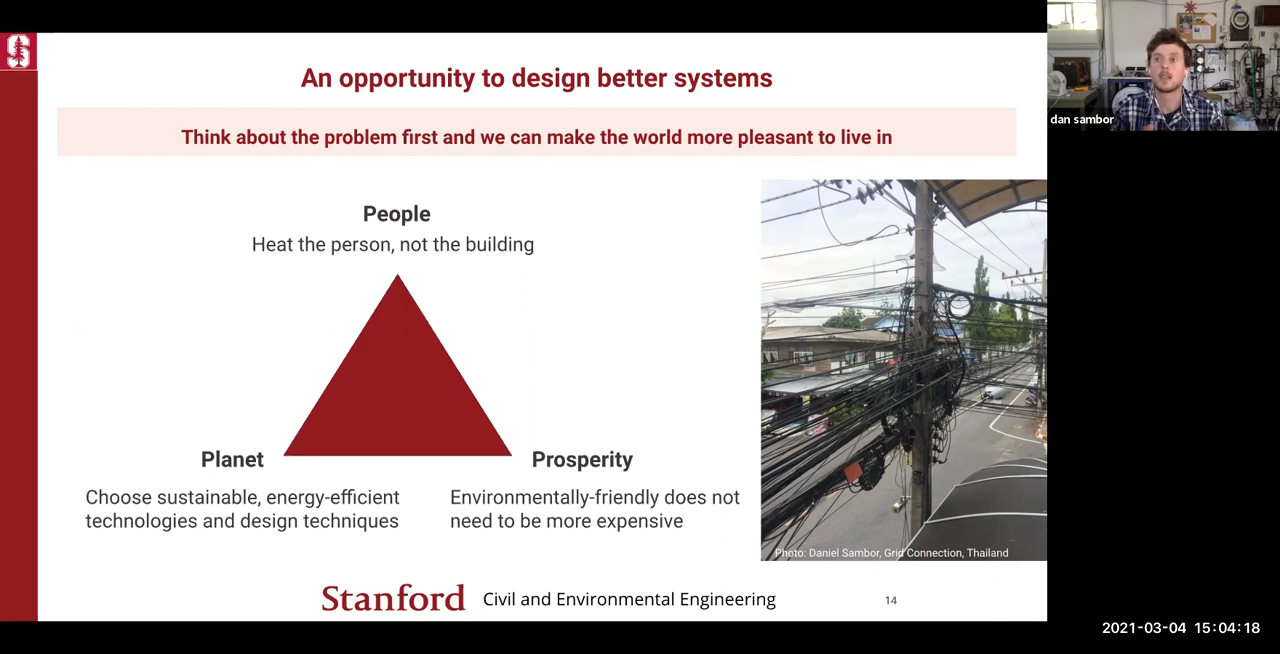 An opportunity to design better systems
Think about the problem first and we can make the world more pleasant to live in
People
Heat the person, not the building
Planet
Choose sustainable, energy-efficient
technologies and design techniques
Prosperity
Environmentally-friendly does not
need to be more expensive
Photo: Daniel Sambor, Grid Connection, Thailand
Stanford Civil and Environmental Engineering
14
dan sambor
2021-03-04 15:04:18